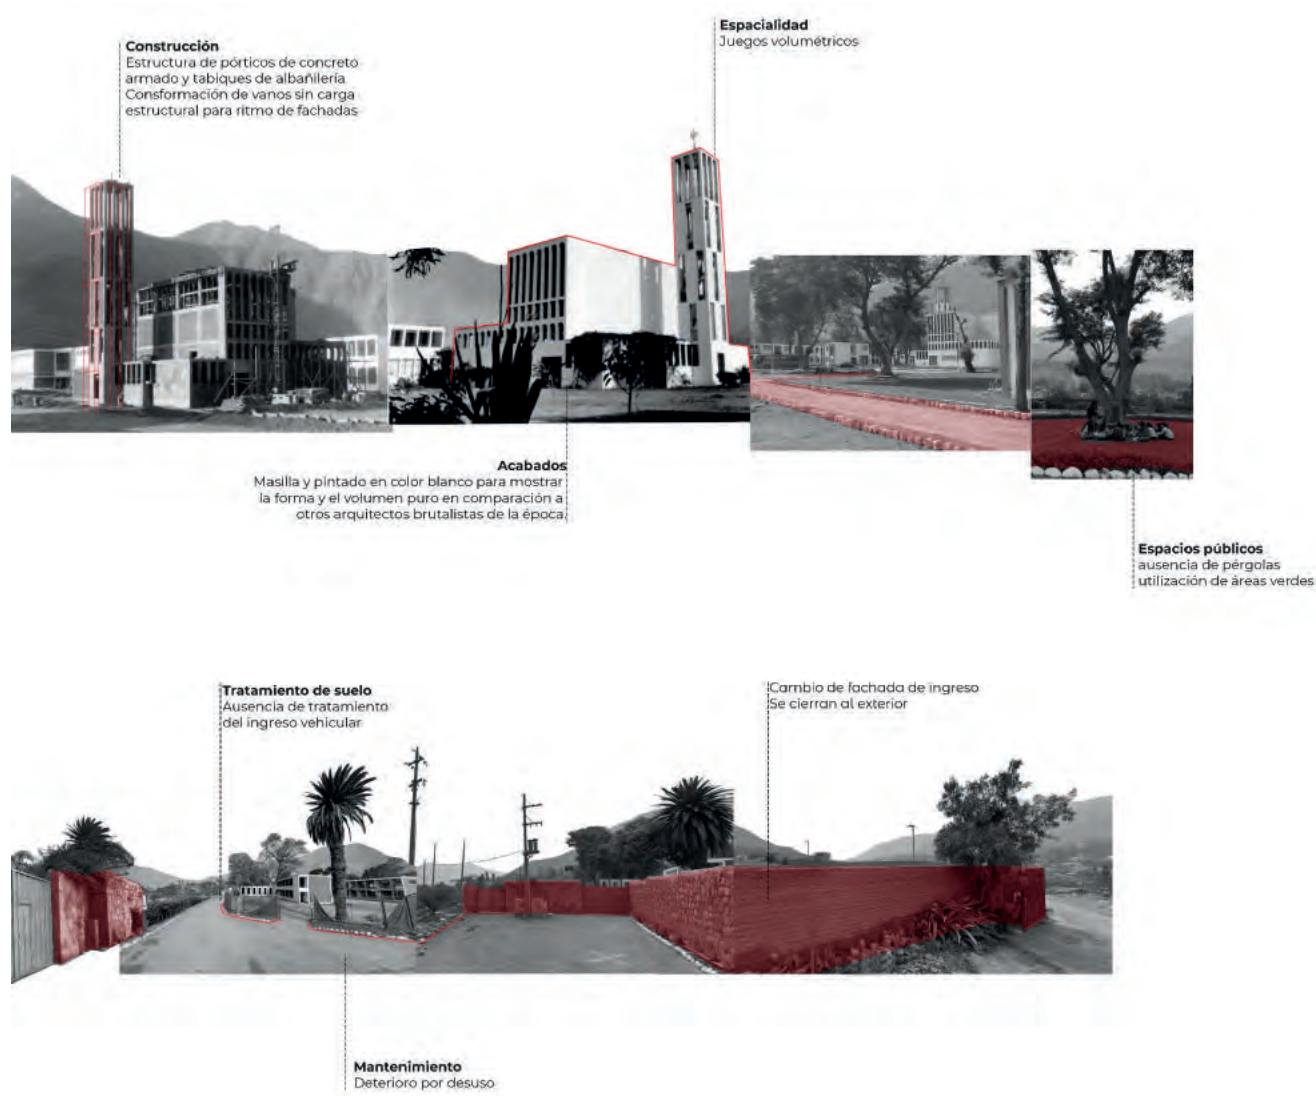 Construcción
Estructura de pórticos de concreto
armado y tabiques de albañilería
Consformación de vanos sin carga
estructural para ritmo de fachadas
Espacialidad
Juegos volumétricos
Acabados
Masilla y pintado en color blanco para mostrar
la forma y el volumen puro en comparación a
otros arquitectos brutalistas de la época.
Espacios públicos
ausencia de pérgolas
utilización de áreas verdes
Tratamiento de suelo
Ausencia de tratamiento
del ingreso vehicular
Cambio de fachada de ingreso
Se cierran al exterior
Mantenimiento
Deterioro por desuso